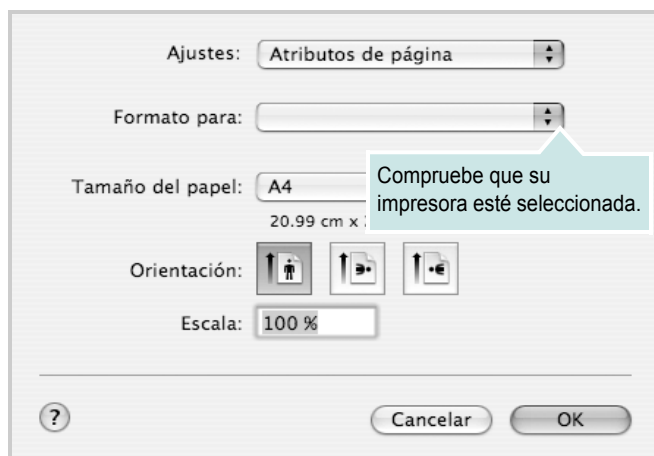 Ajustes: Atributos de página
Formato para:
Compruebe que su
impresora esté seleccionada.
Tamaño del papel: A4
20.99 cm x
Orientación:
Escala: 100 %
?
Cancelar OK